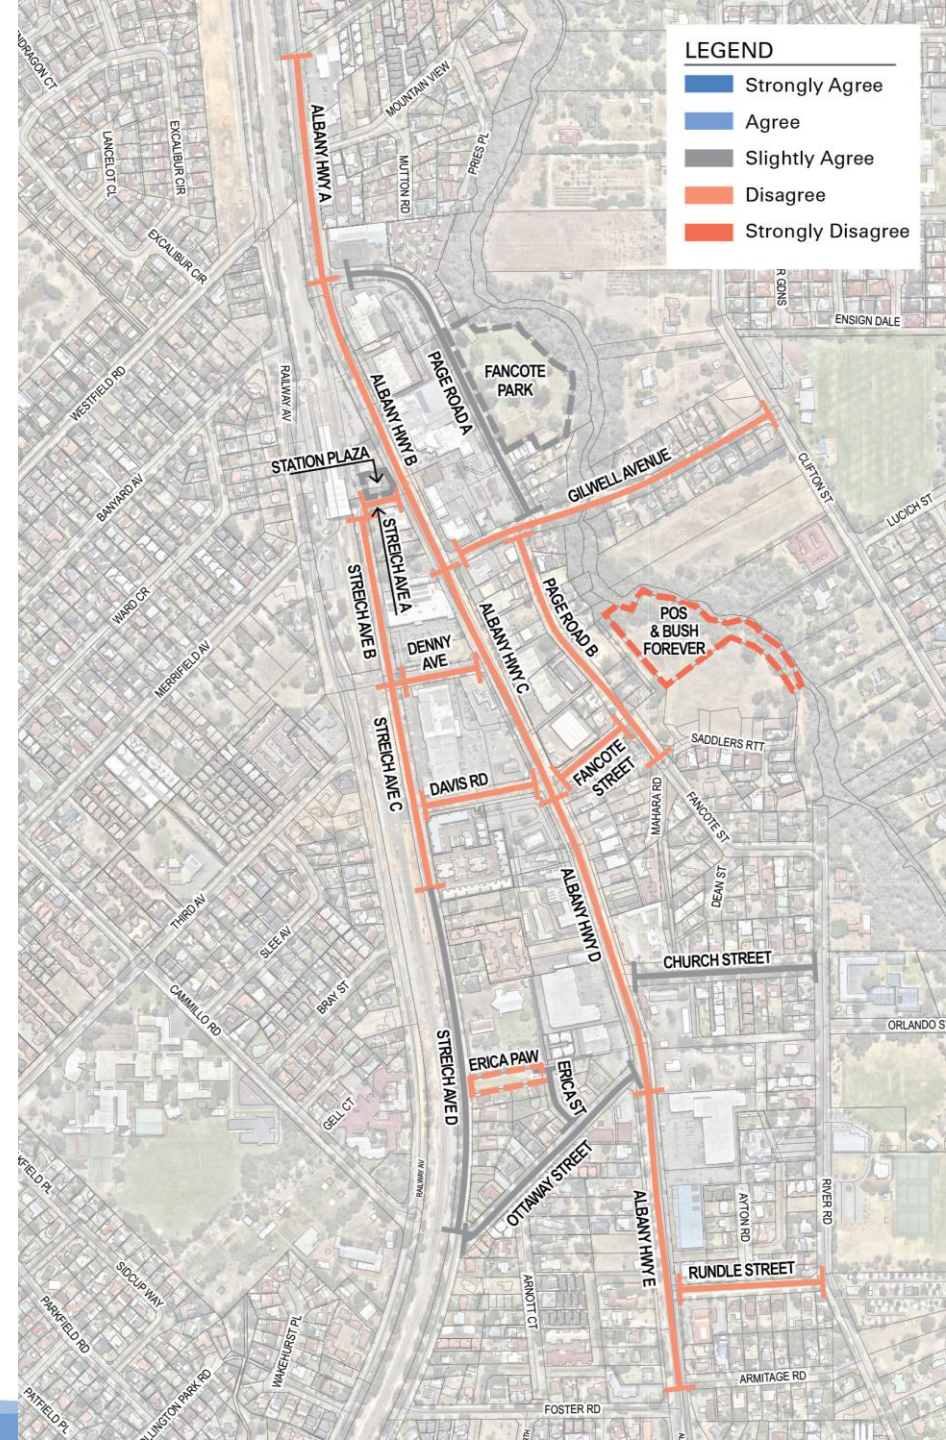 LEGEND
Strongly Agree
Agree
Slightly Agree
Disagree
Strongly Disagree
MOUNTAIN VIEW
ALBANY HWY A
EXCALIBUR CIR
LANCELOT CL
MUTTON RD
PRIES PL
EXCALIBUR CIR
ENSIGN DALE
WESTFIELD RD
RAILWAY AV
PAGE ROAD A
FANCOTE
PARK
ALBANY HWY B
STATION PLAZA
GILWELL AVENUE
CLIFTON ST
BANYARD AV
LUCICH ST
STREICH AVE A
STREICH AVE B
WARD CR
PAGE ROAD B
POS
& BUSH
FOREVER
DENNY
AVE
ALBANY HWY C
MERRIFIELD AV
STREICH AVE C
SADDLERS RTT
FANCOTE
STREET
DAVIS RD
MAHARA RD
FANCOTE ST
DEAN ST
THIRD AV
SLEE AV
ALBANY HWY D
CHURCH STREET
BRAY ST
CAMMILLO RD
ORLANDO S
STREICH AVE D
ERICA PAW
ERICA ST
GELL CT
OTTAWAY STREET
RAILWAY AV
RIVER RD
AYTON RD
ALBANY HWY E
RUNDLE STREET
SIDCUP WAY
ARNOTT CT
PARKFIELD RD
WAKEHURST PL
ARMITAGE RD
PATFIELD PL
LLINGTON PARK RD
FOSTER RD